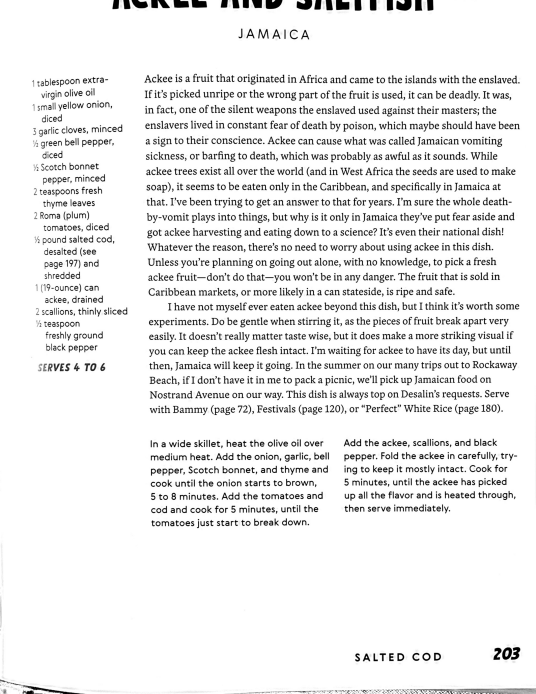 ACKEE AND SALTFISH
JAMAICA
1 tablespoon extra-
virgin olive oil
1 small yellow onion,
diced
3 garlic cloves, minced
½ green bell pepper,
diced
½ Scotch bonnet
pepper, minced
2 teaspoons fresh
thyme leaves
2 Roma (plum)
tomatoes, diced
½ pound salted cod,
desalted (see
page 197) and
shredded
1 (19-ounce) can
ackee, drained
2 scallions, thinly sliced
½ teaspoon
freshly ground
black pepper
SERVES 4 TO 6
Ackee is a fruit that originated in Africa and came to the islands with the enslaved.
If it's picked unripe or the wrong part of the fruit is used, it can be deadly. It was,
in fact, one of the silent weapons the enslaved used against their masters; the
enslavers lived in constant fear of death by poison, which maybe should have been
a sign to their conscience. Ackee can cause what was called Jamaican vomiting
sickness, or barfing to death, which was probably as awful as it sounds. While
ackee trees exist all over the world (and in West Africa the seeds are used to make
soap), it seems to be eaten only in the Caribbean, and specifically in Jamaica at
that. I've been trying to get an answer to that for years. I'm sure the whole death-
by-vomit plays into things, but why is it only in Jamaica they've put fear aside and
got ackee harvesting and eating down to a science? It's even their national dish!
Whatever the reason, there's no need to worry about using ackee in this dish.
Unless you're planning on going out alone, with no knowledge, to pick a fresh
ackee fruit—don't do that—you won't be in any danger. The fruit that is sold in
Caribbean markets, or more likely in a can stateside, is ripe and safe.
I have not myself ever eaten ackee beyond this dish, but I think it's worth some
experiments. Do be gentle when stirring it, as the pieces of fruit break apart very
easily. It doesn't really matter taste wise, but it does make a more striking visual if
you can keep the ackee flesh intact. I'm waiting for ackee to have its day, but until
then, Jamaica will keep it going. In the summer on our many trips out to Rockaway
Beach, if I don't have it in me to pack a picnic, we'll pick up Jamaican food on
Nostrand Avenue on our way. This dish is always top on Desalin's requests. Serve
with Bammy (page 72), Festivals (page 120), or "Perfect" White Rice (page 180).
In a wide skillet, heat the olive oil over
medium heat. Add the onion, garlic, bell
pepper, Scotch bonnet, and thyme and
cook until the onion starts to brown,
5 to 8 minutes. Add the tomatoes and
cod and cook for 5 minutes, until the
tomatoes just start to break down.
Add the ackee, scallions, and black
pepper. Fold the ackee in carefully, try-
ing to keep it mostly intact. Cook for
5 minutes, until the ackee has picked
up all the flavor and is heated through,
then serve immediately.
SALTED COD 203